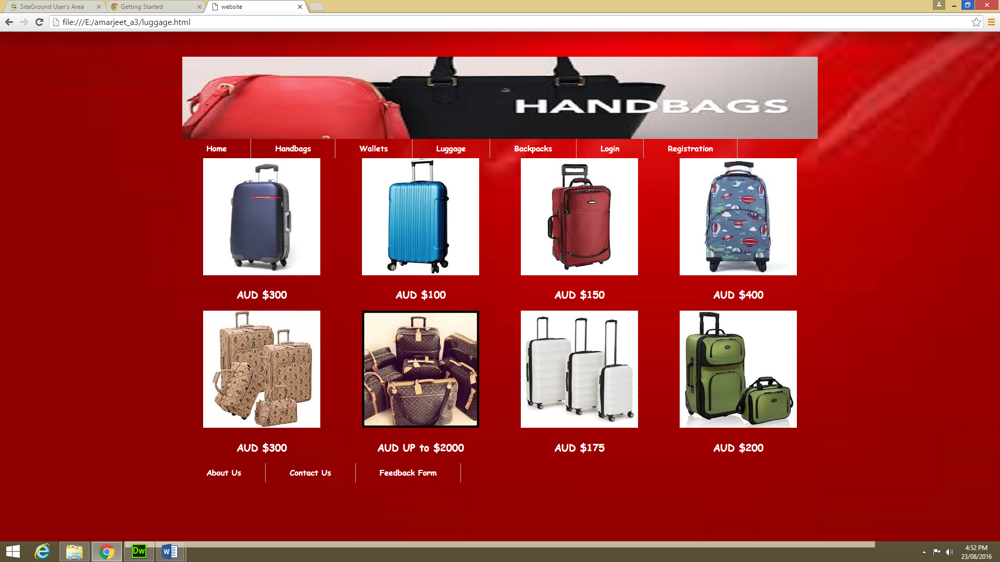 SiteGround User's Area
Getting Started
website
file:///E:/amarjeet_a3/luggage.html
HANDBAGS
Home Handbags Wallets Luggage Backpacks Login Registration
AUD $300 AUD $100 AUD $150 AUD $400
AUD $300 AUD UP to $2000 AUD $175 AUD $200
About Us Contact Us Feedback Form
Dw
W
4:52 PM
23/08/2016